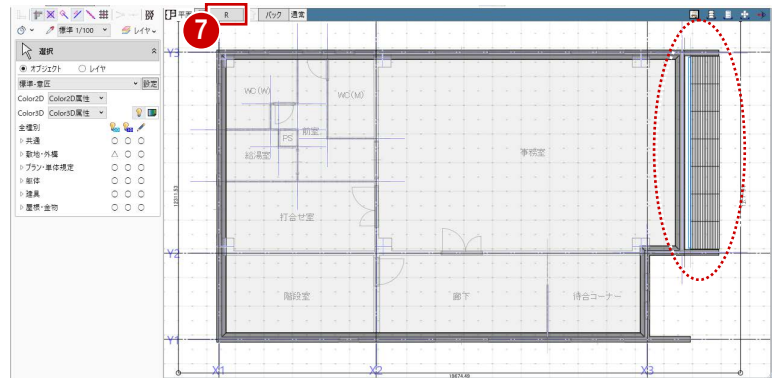 平面 R バック 通常
7
標準 1/100 レイヤ
選択
オブジェクト レイヤ
標準-意匠 設定
Color2D Color2D属性
Color3D Color3D属性
全種別
共通
敷地・外構
プラン・単体規定
躯体
建具
屋根・金物
Y3
WC(W)
WC(M)
前室
PS
給湯室
事務室
打合せ室
Y2
階段室
廊下
待合コーナー
Y1
X1
X2
X3